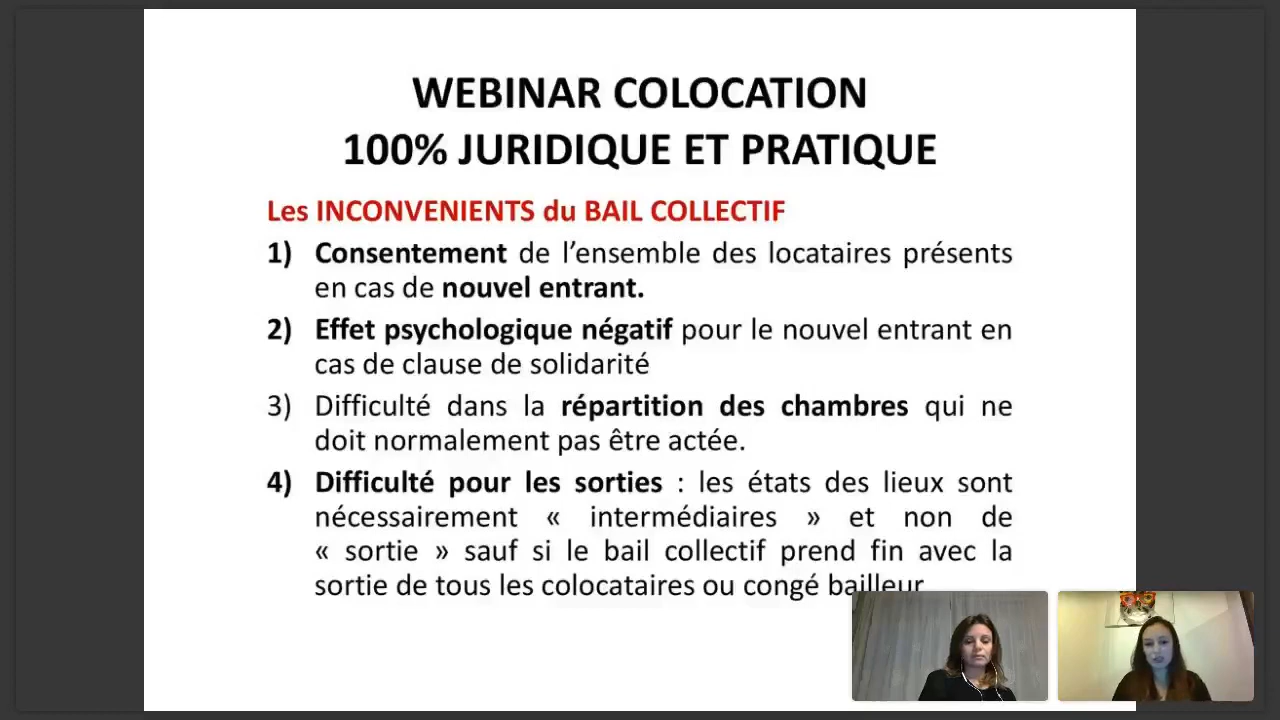 WEBINAR COLOCATION
100% JURIDIQUE ET PRATIQUE
Les INCONVENIENTS du BAIL COLLECTIF
1) Consentement de l’ensemble des locataires présents
en cas de nouvel entrant.
2) Effet psychologique négatif pour le nouvel entrant en
cas de clause de solidarité
3) Difficulté dans la répartition des chambres qui ne
doit normalement pas être actée.
4) Difficulté pour les sorties : les états des lieux sont
nécessairement « intermédiaires » et non de
« sortie » sauf si le bail collectif prend fin avec la
sortie de tous les colocataires ou congé bailleur